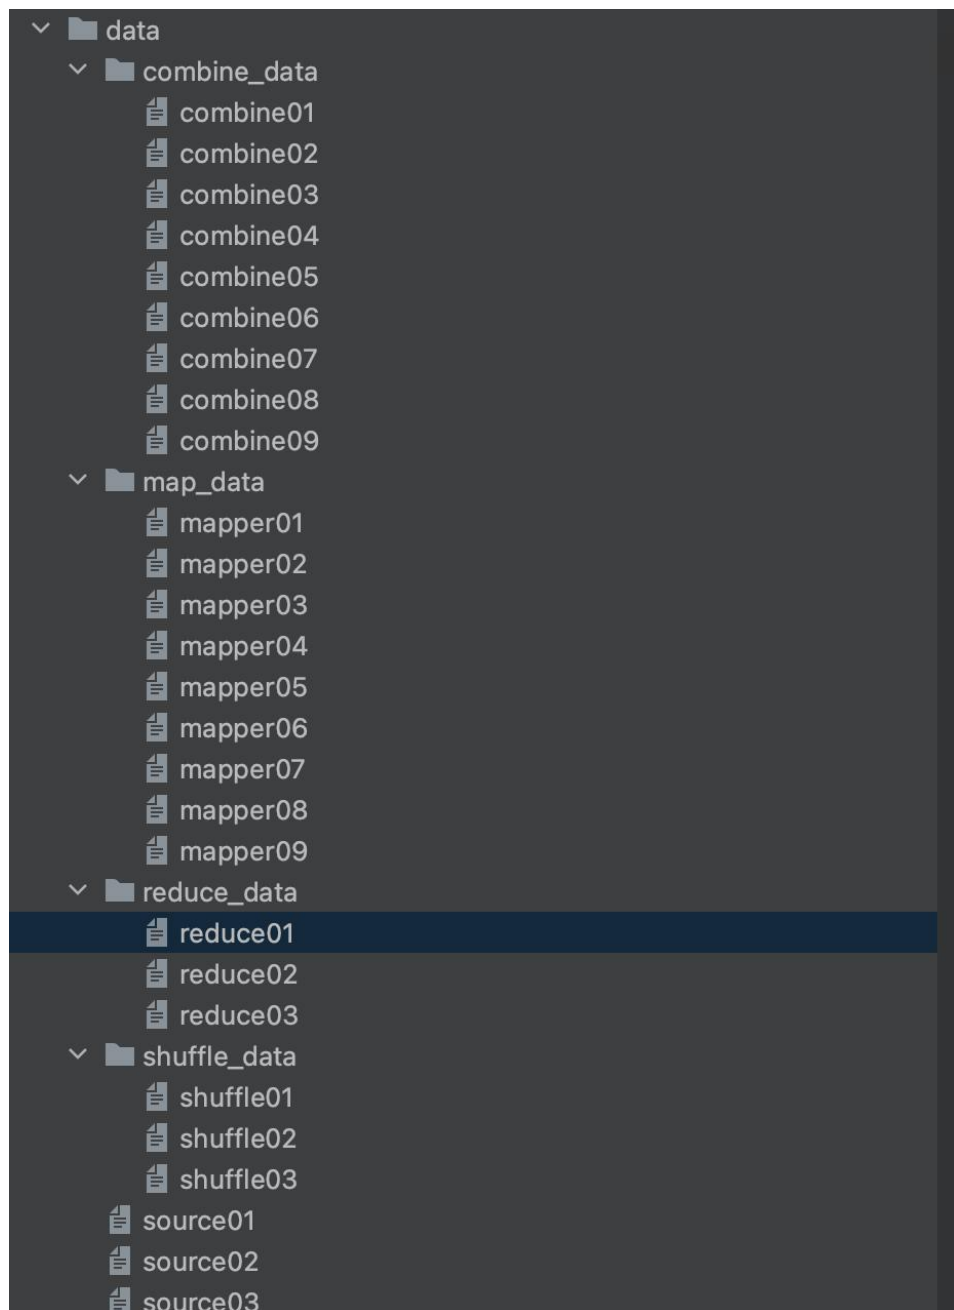 data
combine_data
combine01
combine02
combine03
combine04
combine05
combine06
combine07
combine08
combine09
map_data
mapper01
mapper02
mapper03
mapper04
mapper05
mapper06
mapper07
mapper08
mapper09
reduce_data
reduce01
reduce02
reduce03
shuffle_data
shuffle01
shuffle02
shuffle03
source01
source02
source03